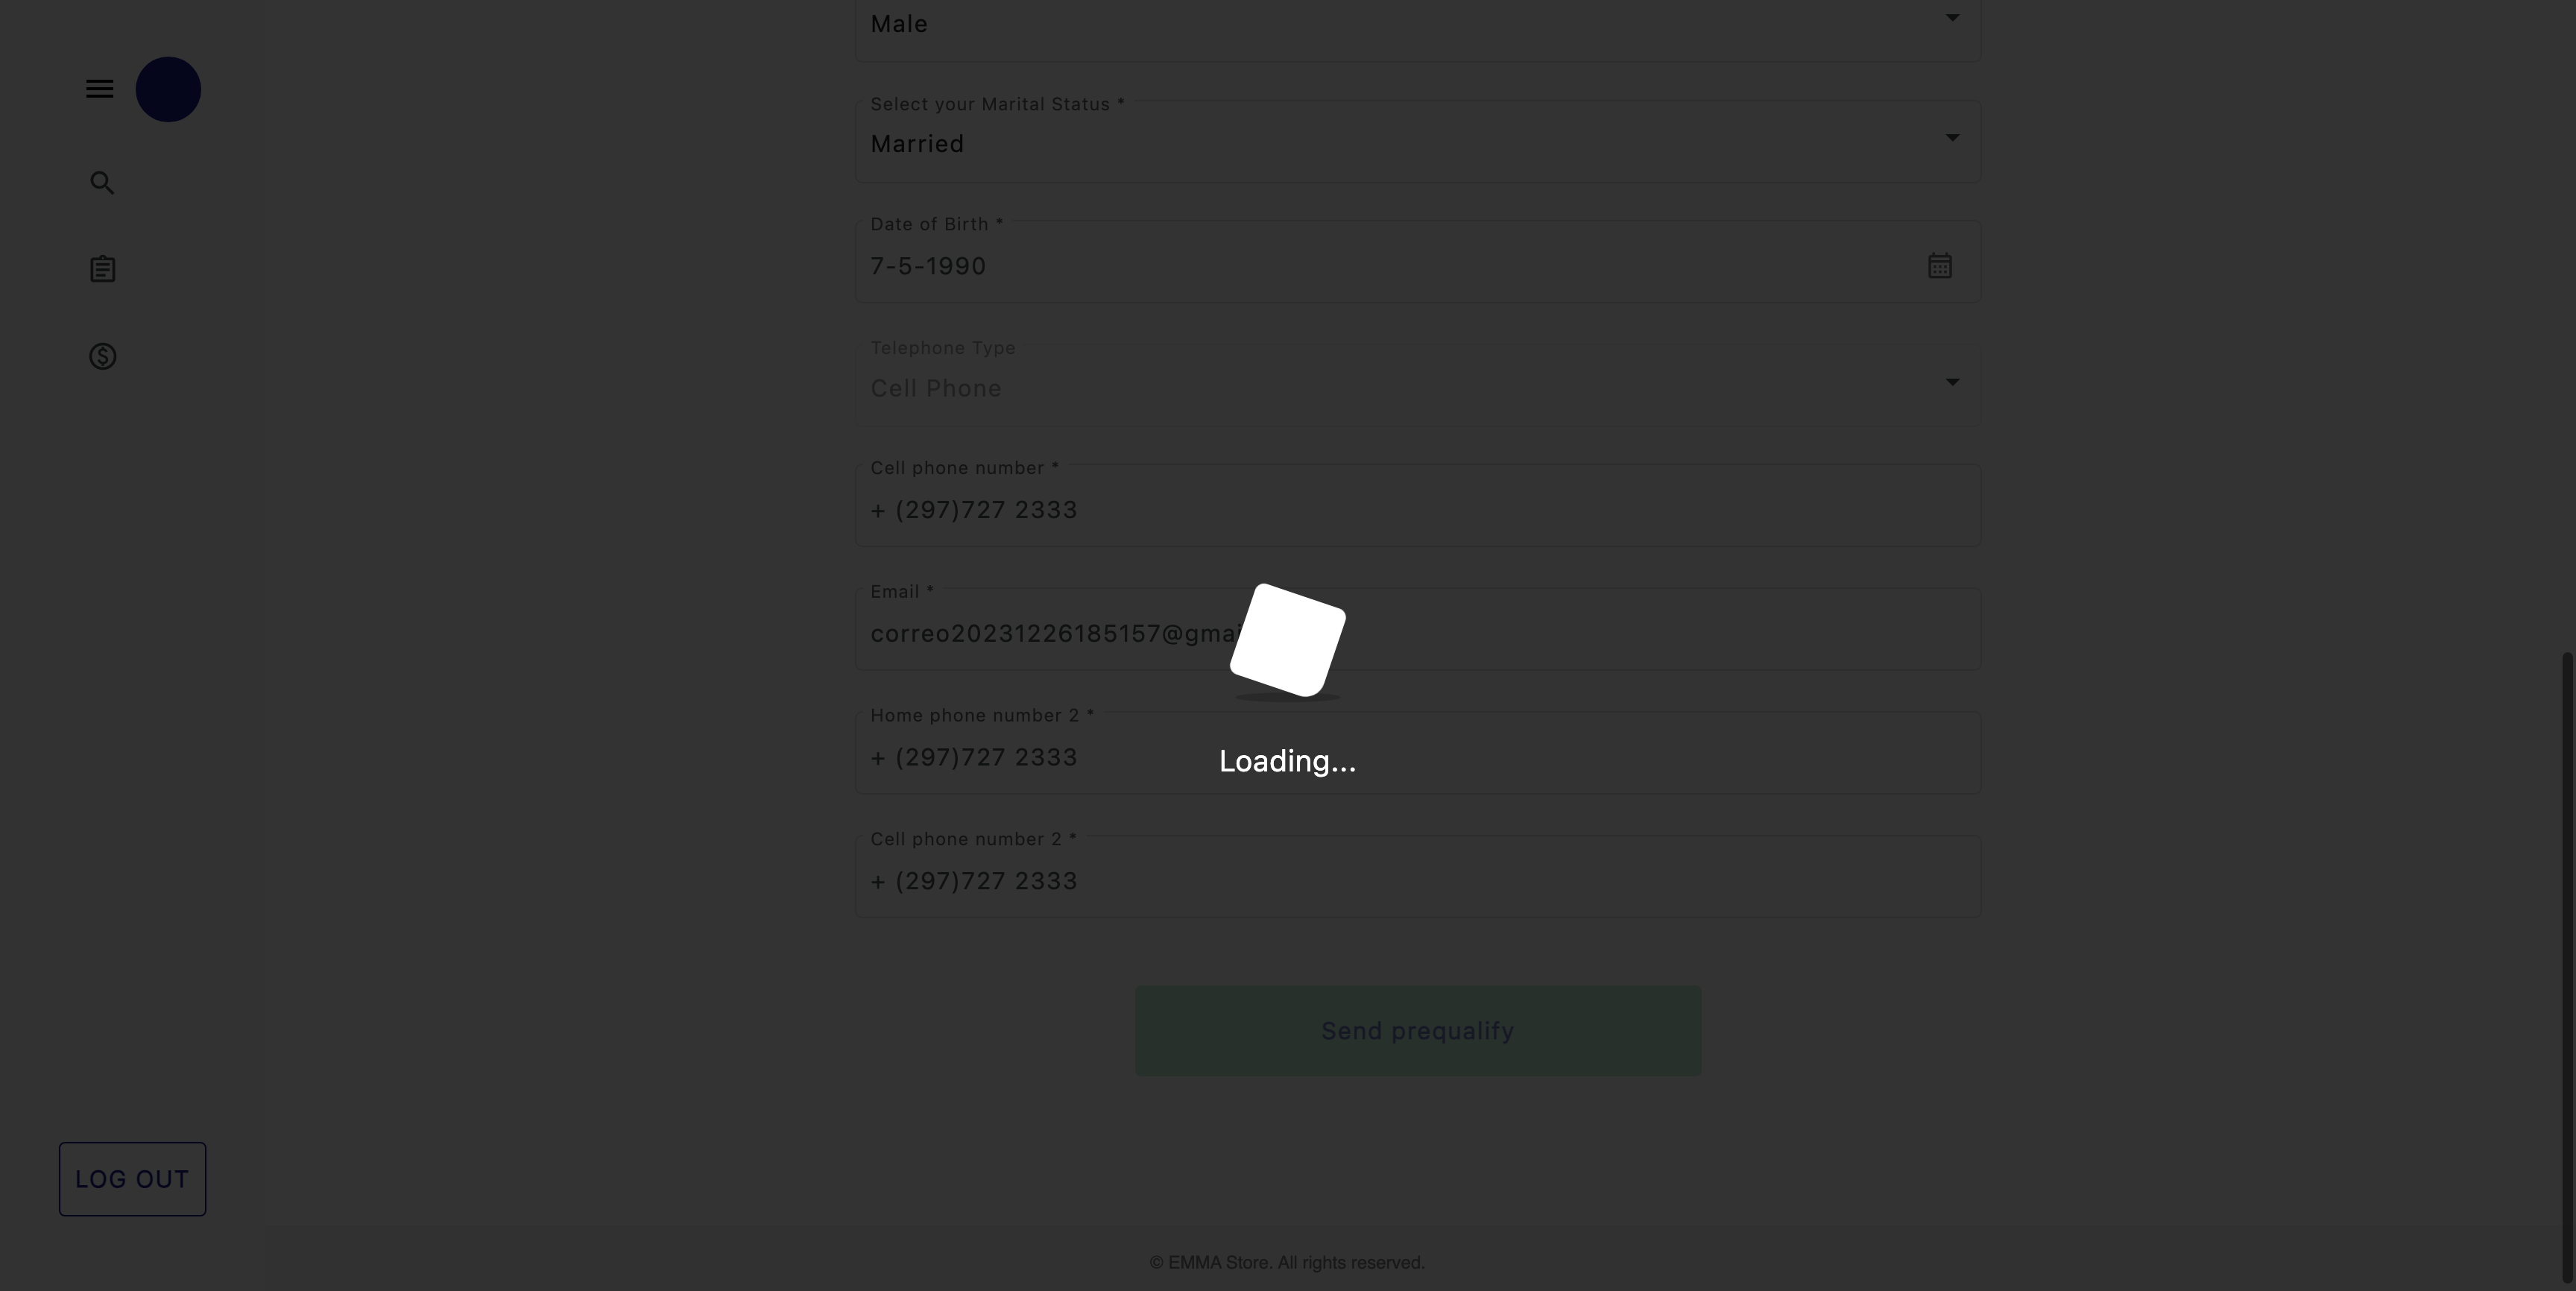 Male
Select your Marital Status *
Married
Date of Birth *
7-5-1990
Telephone Type
Cell Phone
Cell phone number *
+ (297)727 2333
Email *
correo20231226185157@gmai
Home phone number 2 *
+ (297)727 2333
Loading...
Cell phone number 2 *
+ (297)727 2333
Send prequalify
LOG OUT
© EMMA Store. All rights reserved.